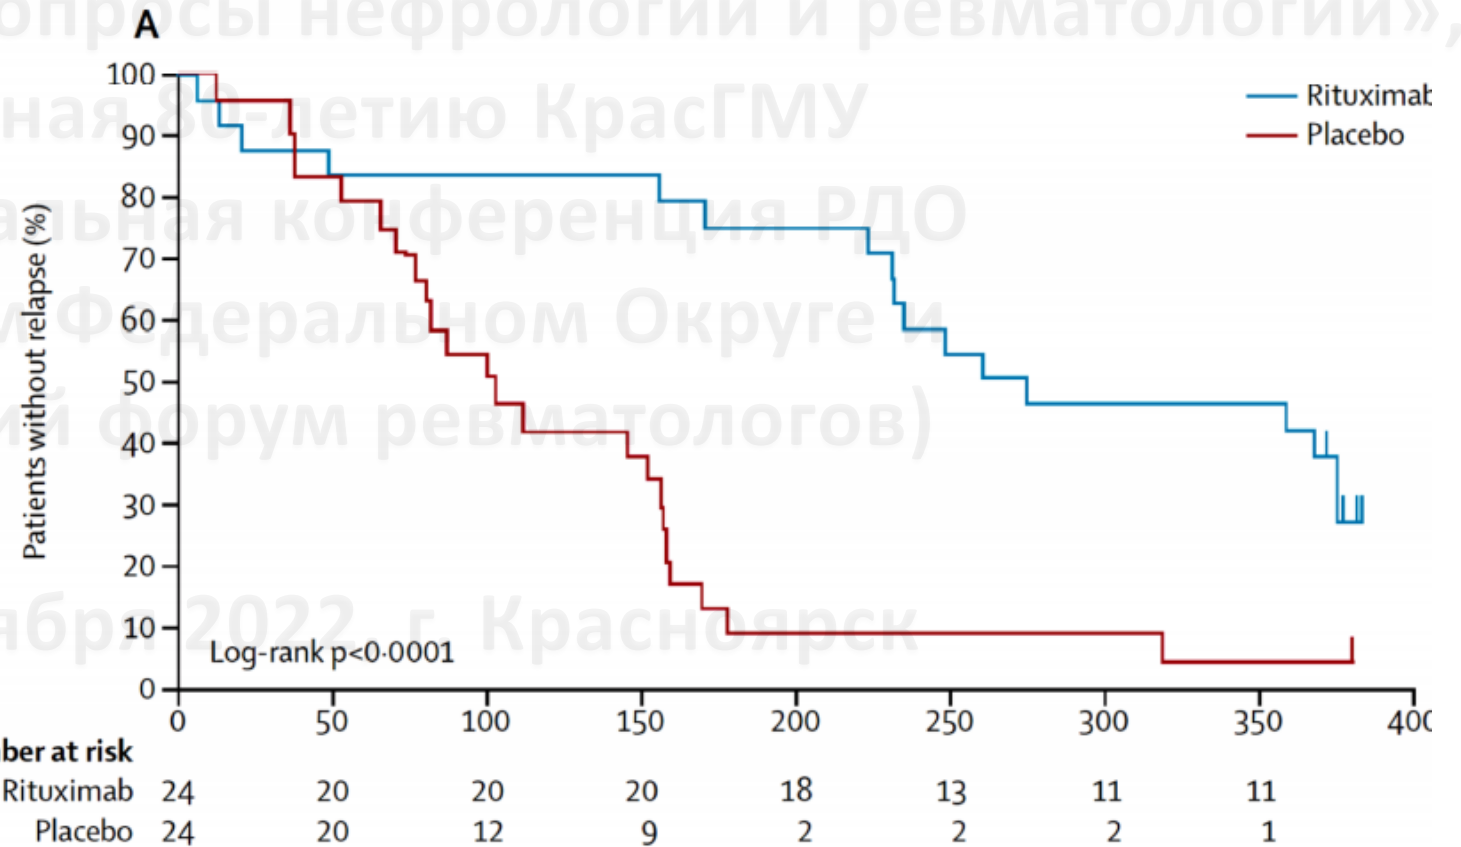 опросы нефрологии и ревматологии»,
A
ная 80-летию КрасГМУ
альная конференция РДО
м Федеральном Округе и
ий форум ревматологов)
ября 2022, г. Красноярск
Rituximab
Placebo
Patients without relapse (%)
100
90
80
70
60
50
40
30
20
10
0
Log-rank p<0·0001
0 50 100 150 200 250 300 350 400
ber at risk
Rituximab 24 20 20 20 18 13 11 11
Placebo 24 20 12 9 2 2 2 1